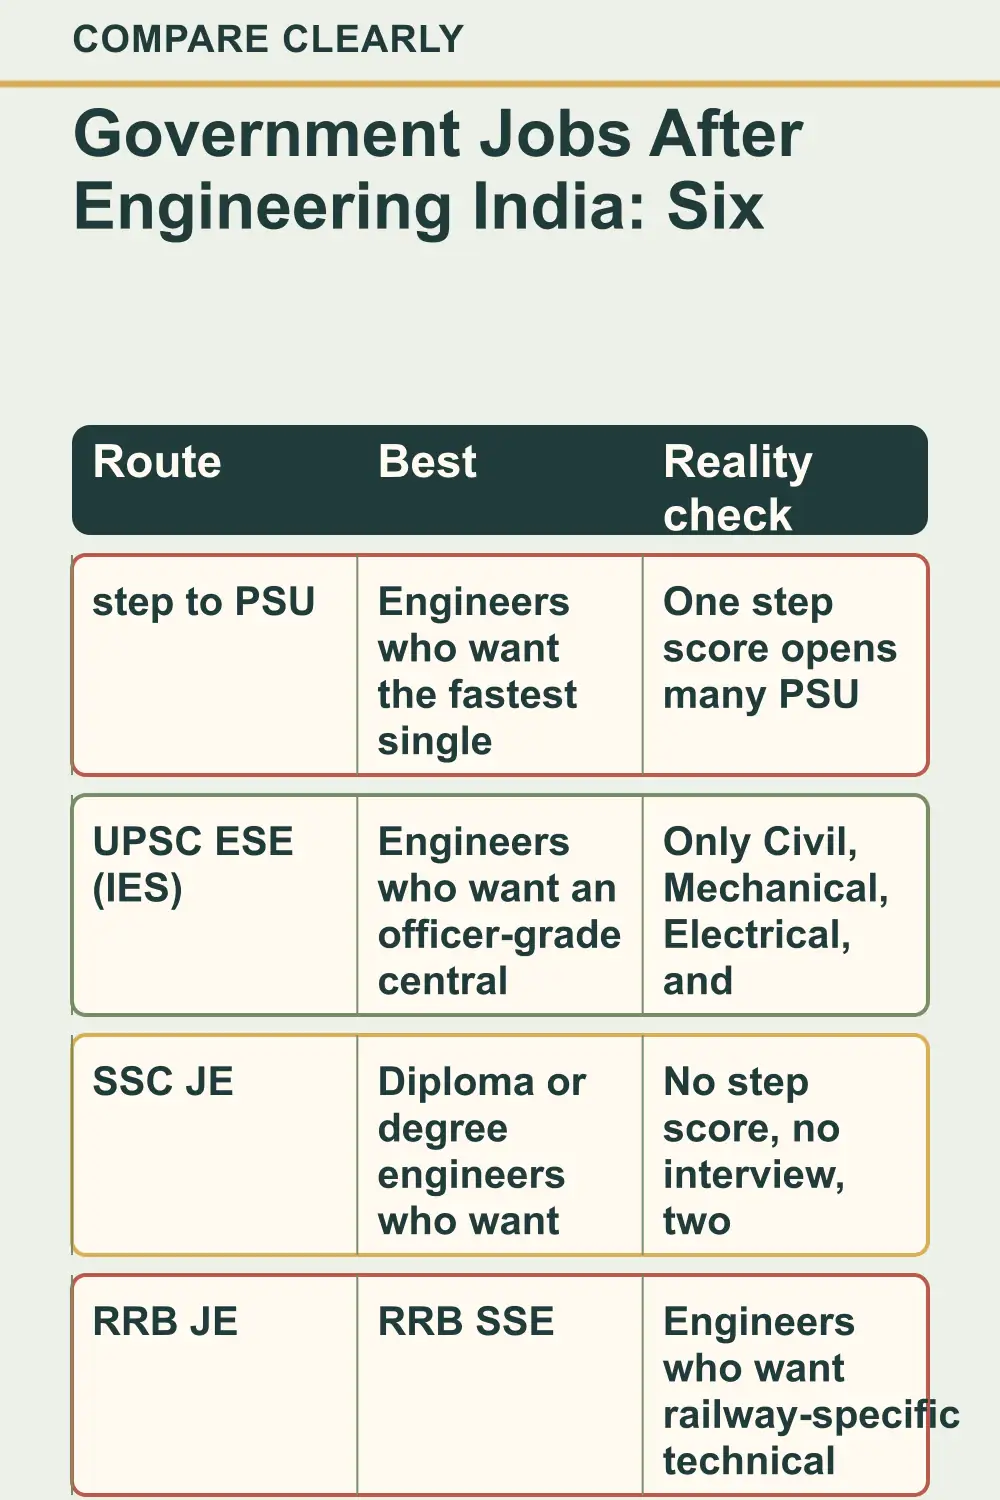 COMPARE CLEARLY
Government Jobs After
Engineering India: Six
Route
Best
Reality
check
step to PSU
Engineers
who want
the fastest
single
One step
score opens
many PSU
UPSC ESE
(IES)
Engineers
who want an
officer-grade
central
Only Civil,
Mechanical,
Electrical,
and
SSC JE
Diploma or
degree
engineers
who want
No step
score, no
interview,
two
RRB JE
RRB SSE
Engineers
who want
railway-specific
technical